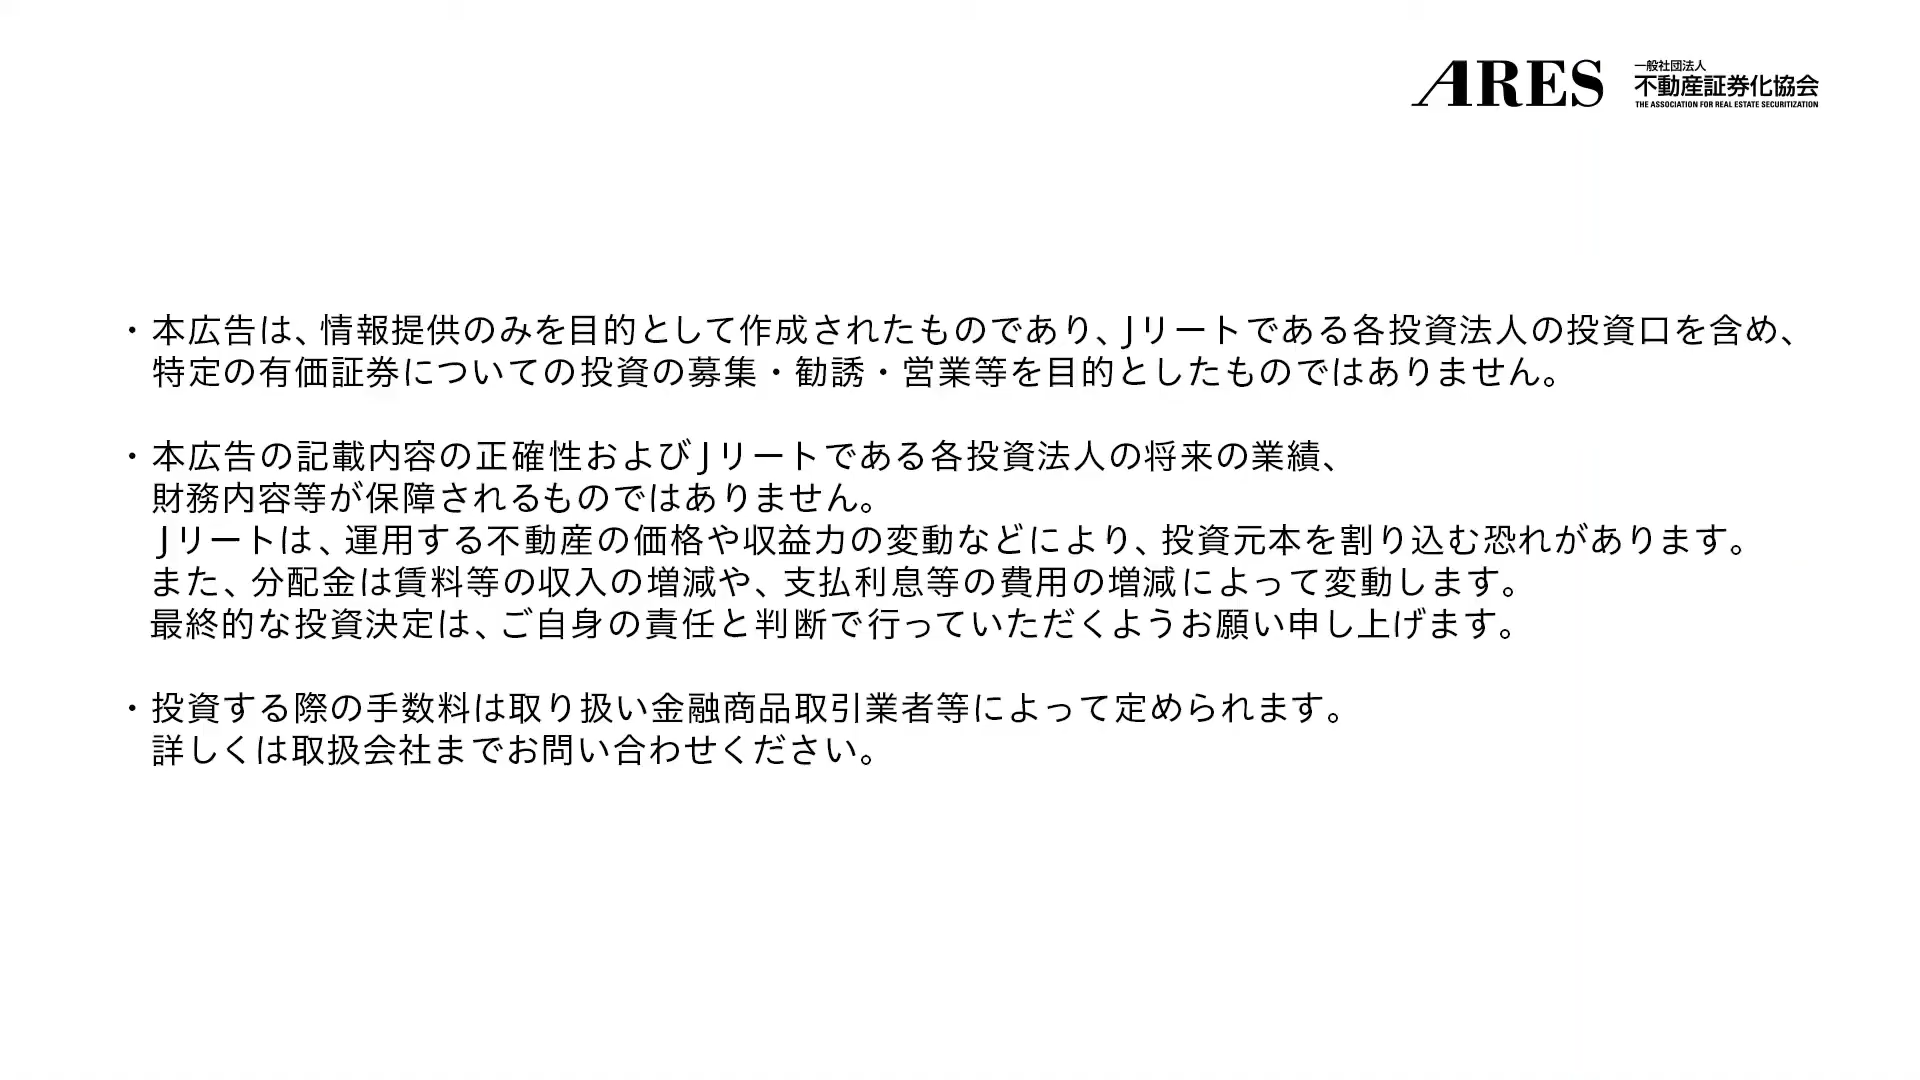 ARES
一般社団法人
不動産証券化協会
THE ASSOCIATION FOR REAL ESTATE SECURITIZATION
・本広告は、情報提供のみを目的として作成されたものであり、Jリートである各投資法人の投資口を含め、
特定の有価証券についての投資の募集・勧誘・営業等を目的としたものではありません。
・本広告の記載内容の正確性およびJリートである各投資法人の将来の業績、
財務内容等が保障されるものではありません。
Jリートは、運用する不動産の価格や収益力の変動などにより、投資元本を割り込む恐れがあります。
また、分配金は賃料等の収入の増減や、支払利息等の費用の増減によって変動します。
最終的な投資決定は、ご自身の責任と判断で行っていただくようお願い申し上げます。
・投資する際の手数料は取り扱い金融商品取引業者等によって定められます。
詳しくは取扱会社までお問い合わせください。